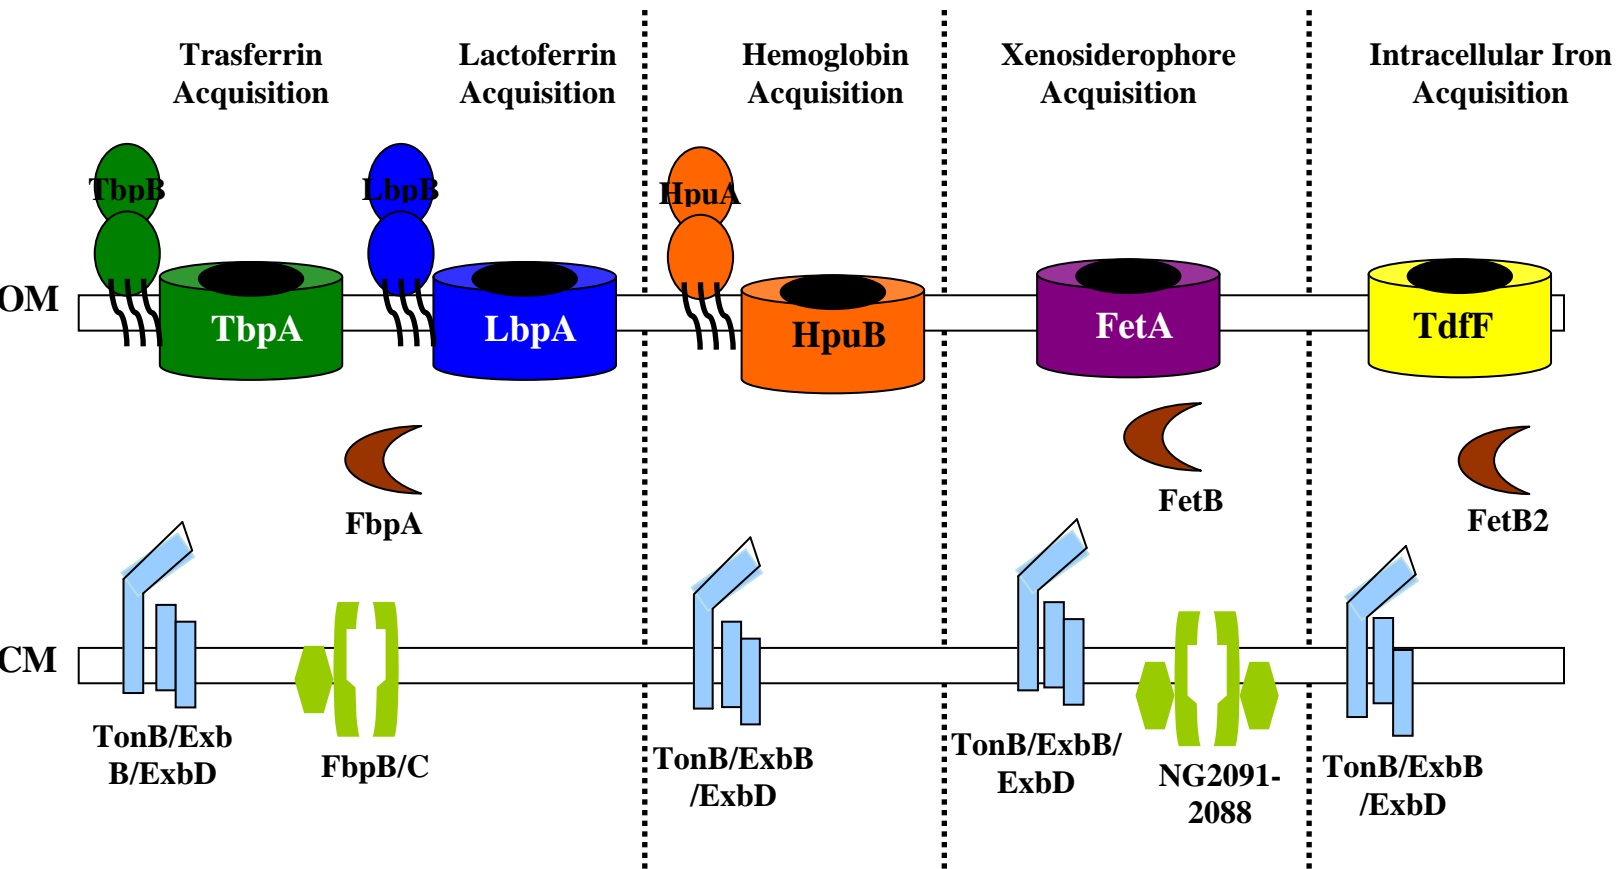 Trasferrin
Acquisition
Lactoferrin
Acquisition
Hemoglobin
Acquisition
Xenosiderophore
Acquisition
Intracellular Iron
Acquisition
TbpB
LbpB
HpuA
OM
TbpA
LbpA
HpuB
FetA
TdfF
FbpA
FetB
FetB2
CM
TonB/Exb
B/ExbD
FbpB/C
TonB/ExbB
/ExbD
TonB/ExbB/
ExbD
NG2091-
2088
TonB/ExbB
/ExbD